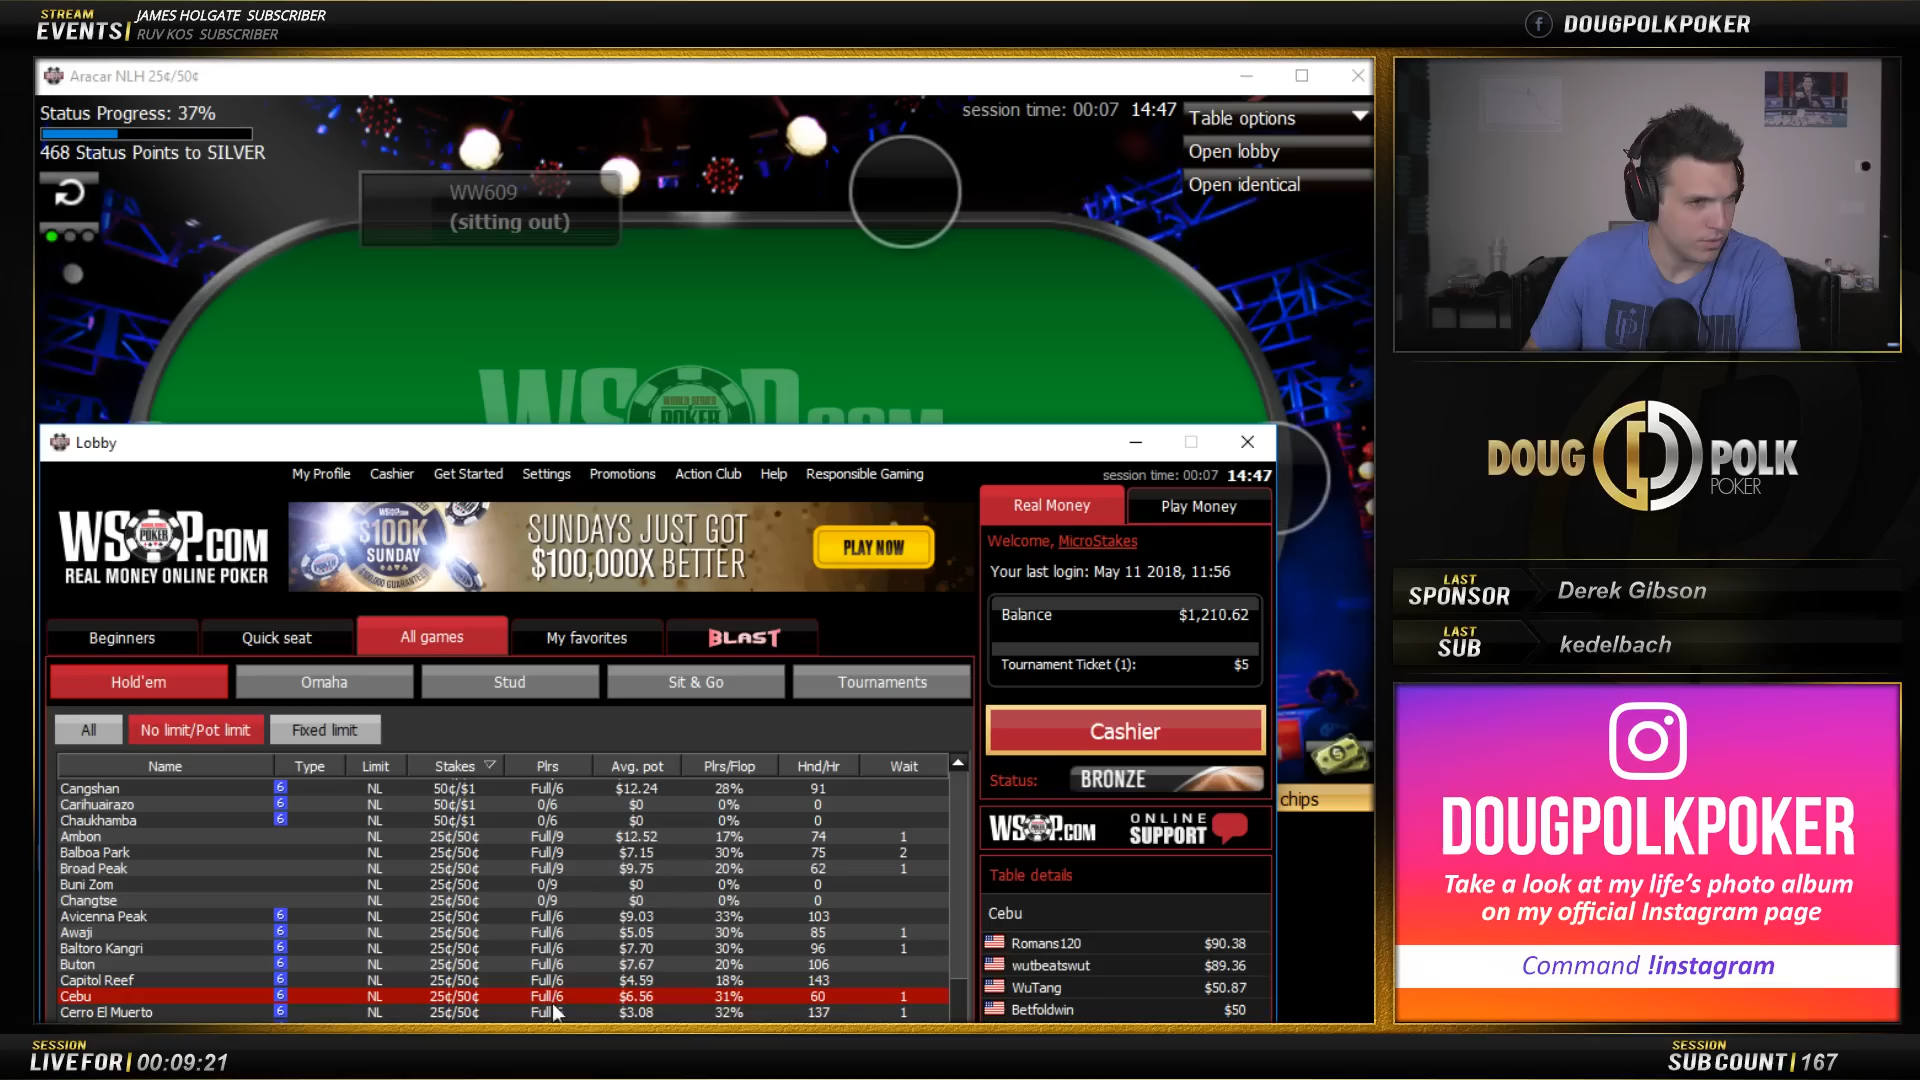 STREAM
EVENTS
JAMES HOLGATE SUBSCRIBER
RUV KOS SUBSCRIBER
DOUGPOLKPOKER
Aracar NLH 25¢/50¢
Status Progress: 37%
468 Status Points to SILVER
session time: 00:07 14:47
Table options
Open lobby
Open identical
WW609
(sitting out)
WSOP.COM
Lobby
My Profile Cashier Get Started Settings Promotions Action Club Help Responsible Gaming
session time: 00:07 14:47
WSOP.COM
REAL MONEY ONLINE POKER
WSOP.COM
$100K
SUNDAY
SUNDAYS JUST GOT
$100,000X BETTER
PLAY NOW
Real Money Play Money
Welcome, MicroStakes
Your last login: May 11 2018, 11:56
Balance $1,210.62
Tournament Ticket (1): $5
Cashier
Status: BRONZE
WSOP.COM ONLINE SUPPORT
chips
Beginners Quick seat All games My favorites BLAST
Hold'em Omaha Stud Sit & Go Tournaments
All No limit/Pot limit Fixed limit
Name Type Limit Stakes Plrs Avg. pot Plrs/Flop Hnd/Hr Wait
Cangshan 6 NL 50¢/$1 Full/6 $12.24 28% 91
Carihuairazo 6 NL 50¢/$1 0/6 $0 0% 0
Chaukhamba 6 NL 50¢/$1 0/6 $0 0% 0
Ambon NL 25¢/50¢ Full/9 $12.52 17% 74 1
Balboa Park NL 25¢/50¢ Full/9 $7.15 30% 75 2
Broad Peak NL 25¢/50¢ Full/9 $9.75 20% 62 1
Buni Zom NL 25¢/50¢ 0/9 $0 0% 0
Changtse NL 25¢/50¢ 0/9 $0 0% 0
Avicenna Peak 6 NL 25¢/50¢ Full/6 $9.03 33% 103
Awaji 6 NL 25¢/50¢ Full/6 $5.05 30% 85 1
Baltoro Kangri 6 NL 25¢/50¢ Full/6 $7.70 30% 96 1
Buton 6 NL 25¢/50¢ Full/6 $7.67 20% 106
Capitol Reef 6 NL 25¢/50¢ Full/6 $4.59 18% 143
Cebu 6 NL 25¢/50¢ Full/6 $6.56 31% 60 1
Cerro El Muerto 6 NL 25¢/50¢ Full $3.08 32% 137 1
Table details
Cebu
Romans120 $90.38
wutbeatswut $89.36
WuTang $50.87
Betfoldwin $50
DOUG POLK
POKER
LAST
SPONSOR
Derek Gibson
LAST
SUB
kedelbach
DOUGPOLKPOKER
Take a look at my life's photo album
on my official Instagram page
Command !instagram
SESSION
LIVE FOR 00:09:21
SESSION
SUB COUNT 167